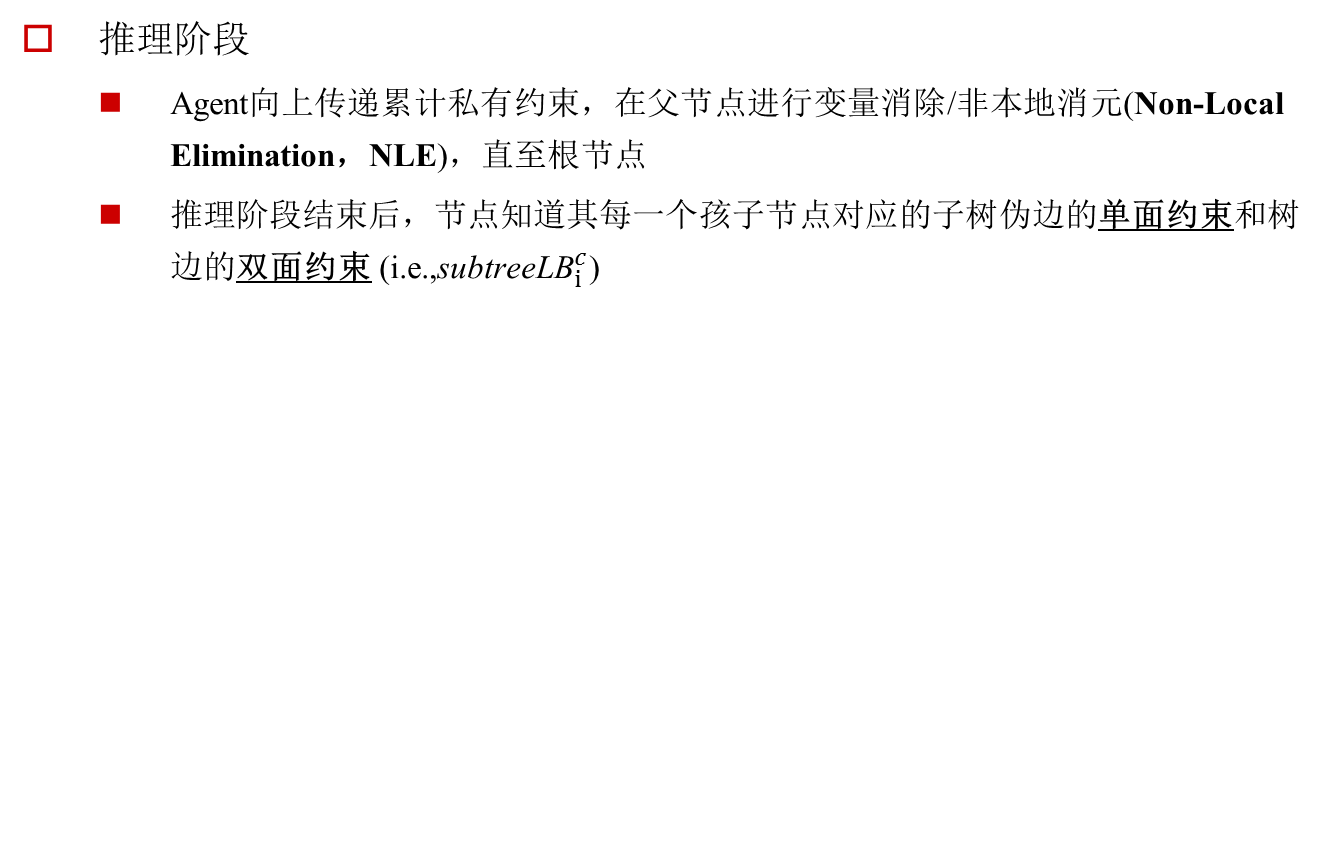 推理阶段
Agent向上传递累计私有约束，在父节点进行变量消除/非本地消元(Non-Local
Elimination，NLE)，直至根节点
推理阶段结束后，节点知道其每一个孩子节点对应的子树伪边的单面约束和树
边的双面约束 (i.e.,subtreeLB_i^c)